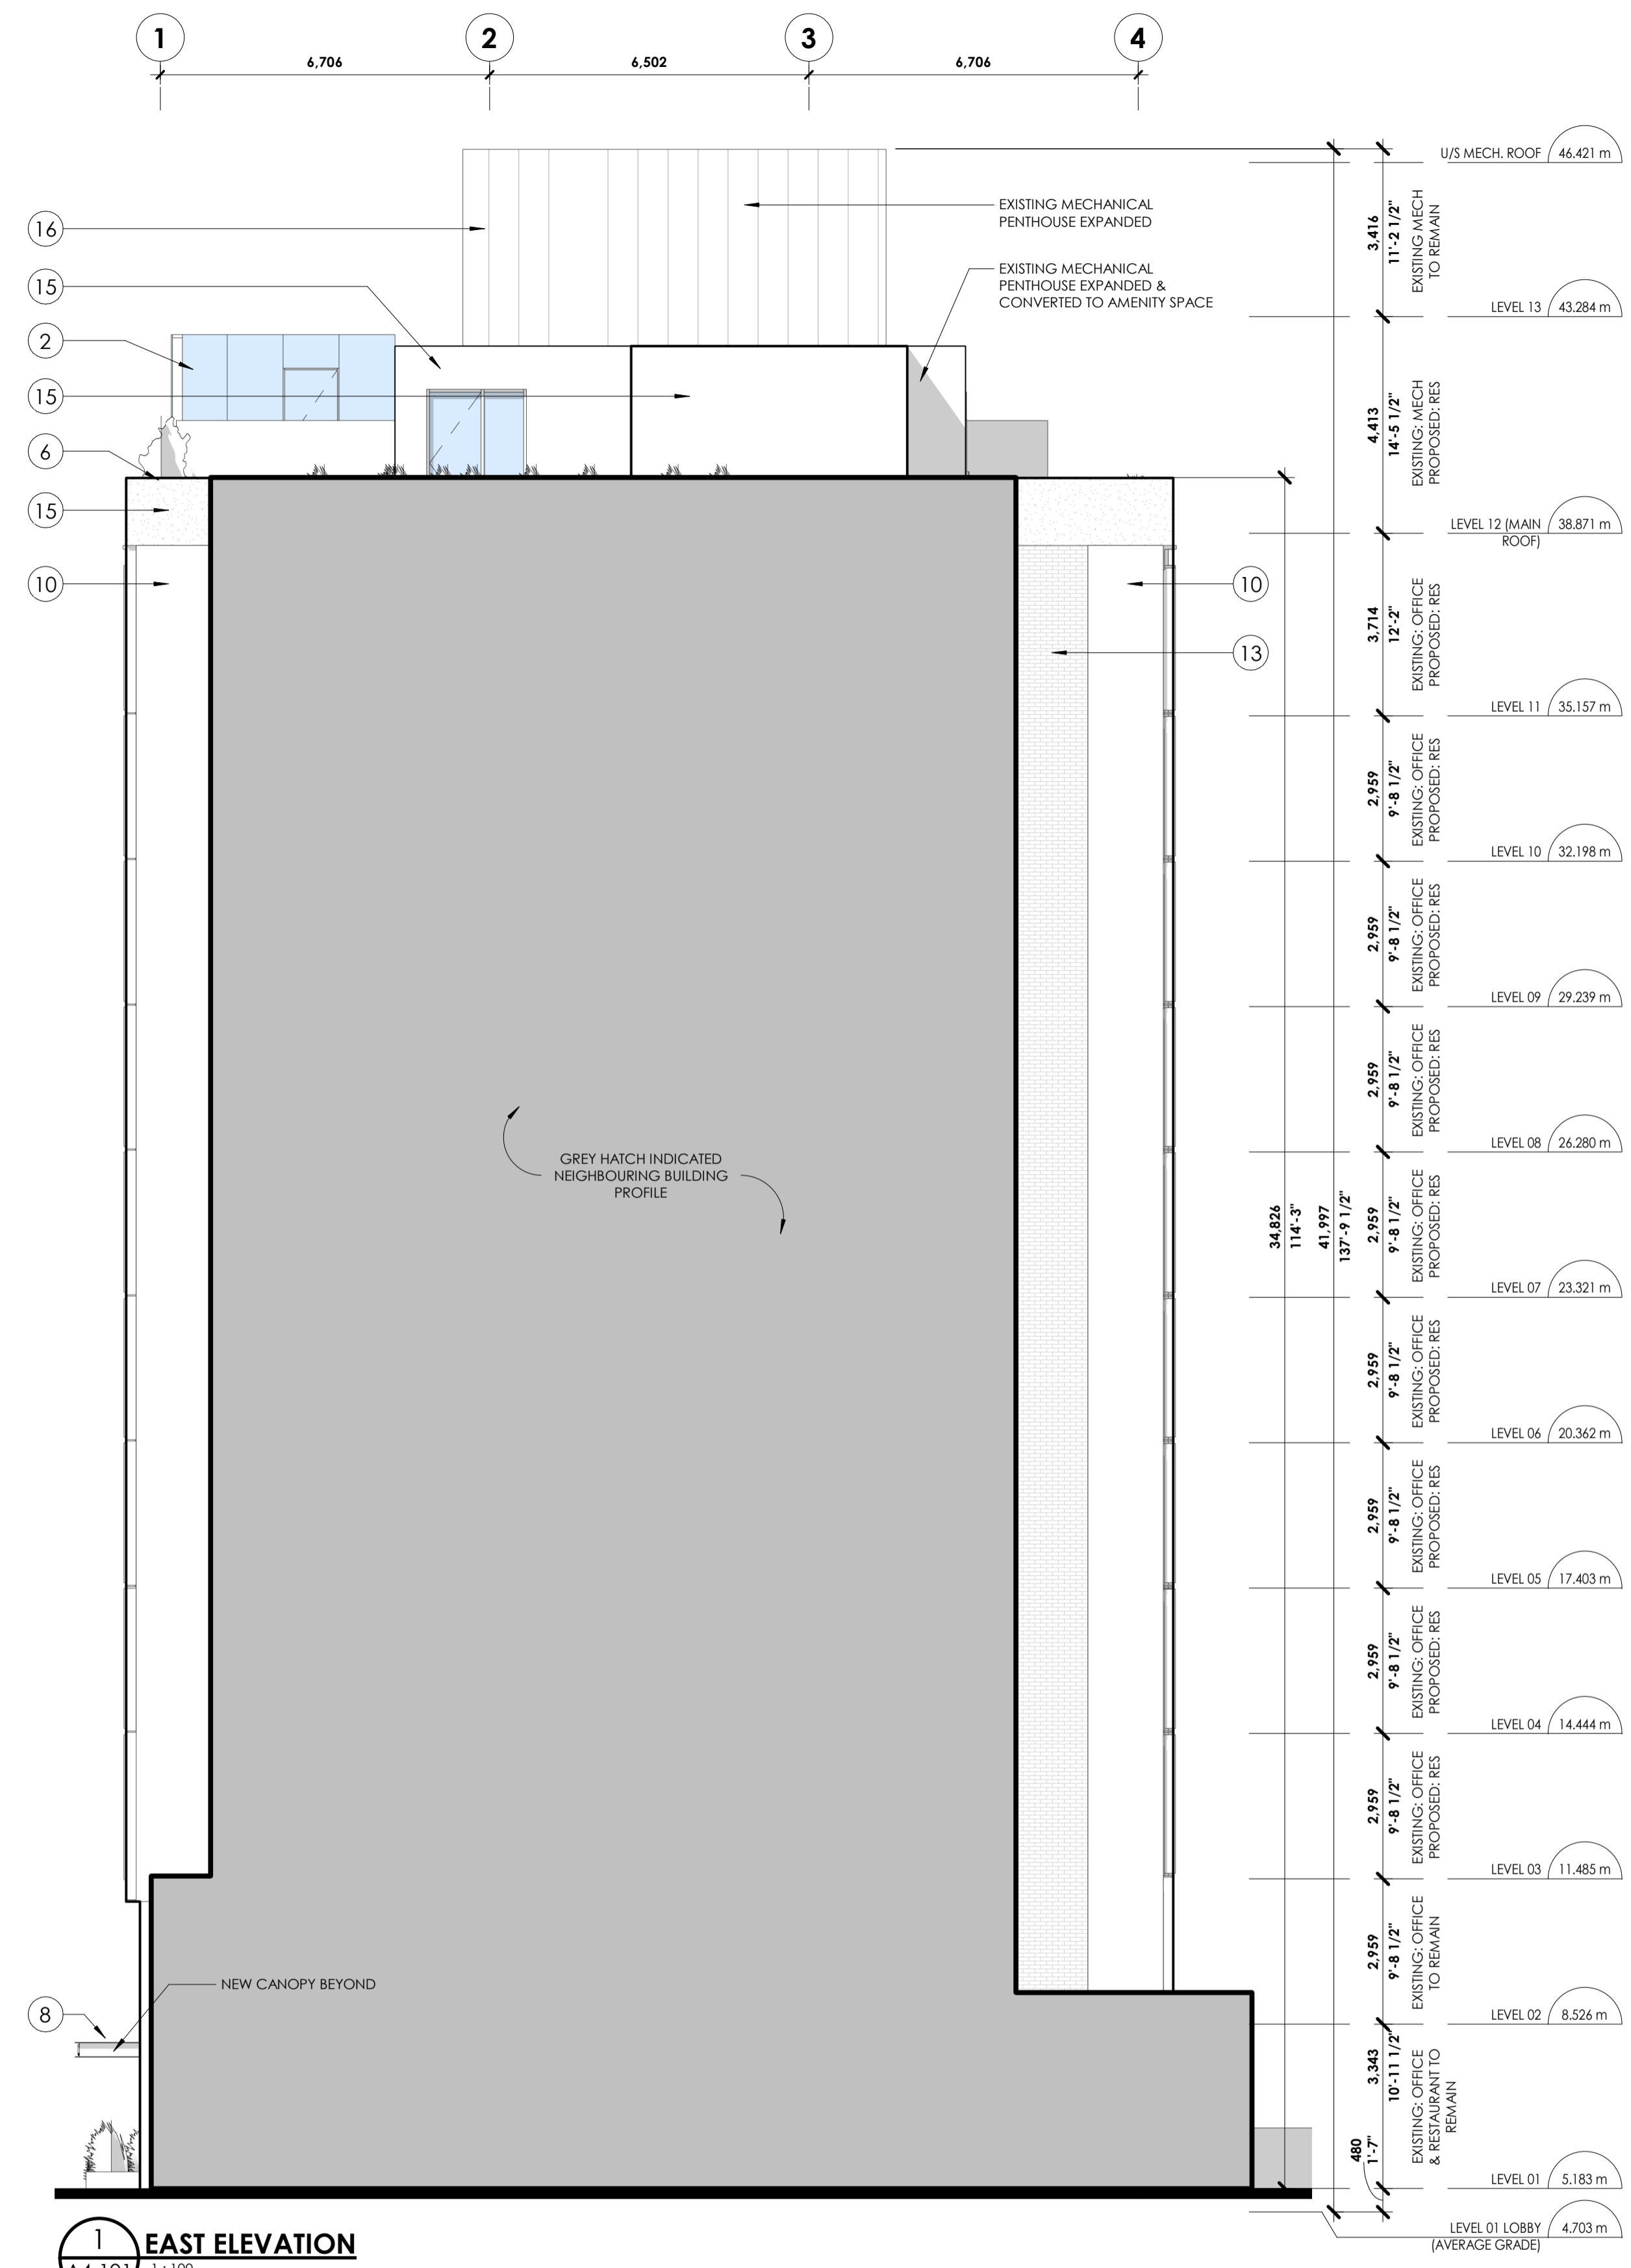 1
2
3
4
6,706
6,502
6,706
U/S MECH. ROOF 46.421 m
EXISTING MECHANICAL
PENTHOUSE EXPANDED
16
3,416
11'-2 1/2"
EXISTING MECH
TO REMAIN
EXISTING MECHANICAL
PENTHOUSE EXPANDED &
CONVERTED TO AMENITY SPACE
15
LEVEL 13 43.284 m
2
15
4,413
14'-5 1/2"
EXISTING: MECH
PROPOSED: RES
6
15
LEVEL 12 (MAIN
ROOF)
38.871 m
10
10
13
3,714
12'-2"
EXISTING: OFFICE
PROPOSED: RES
LEVEL 11 35.157 m
2,959
9'-8 1/2"
EXISTING: OFFICE
PROPOSED: RES
LEVEL 10 32.198 m
2,959
9'-8 1/2"
EXISTING: OFFICE
PROPOSED: RES
LEVEL 09 29.239 m
2,959
9'-8 1/2"
EXISTING: OFFICE
PROPOSED: RES
LEVEL 08 26.280 m
GREY HATCH INDICATED
NEIGHBOURING BUILDING
PROFILE
34,826
114'-3"
41,997
137'-9 1/2"
2,959
9'-8 1/2"
EXISTING: OFFICE
PROPOSED: RES
LEVEL 07 23.321 m
2,959
9'-8 1/2"
EXISTING: OFFICE
PROPOSED: RES
LEVEL 06 20.362 m
2,959
9'-8 1/2"
EXISTING: OFFICE
PROPOSED: RES
LEVEL 05 17.403 m
2,959
9'-8 1/2"
EXISTING: OFFICE
PROPOSED: RES
LEVEL 04 14.444 m
2,959
9'-8 1/2"
EXISTING: OFFICE
PROPOSED: RES
LEVEL 03 11.485 m
2,959
9'-8 1/2"
EXISTING: OFFICE
TO REMAIN
NEW CANOPY BEYOND
8
LEVEL 02 8.526 m
3,343
10'-11 1/2"
EXISTING: OFFICE
& RESTAURANT TO
REMAIN
480
1'-7"
LEVEL 01 5.183 m
LEVEL 01 LOBBY
(AVERAGE GRADE)
4.703 m
1
EAST ELEVATION